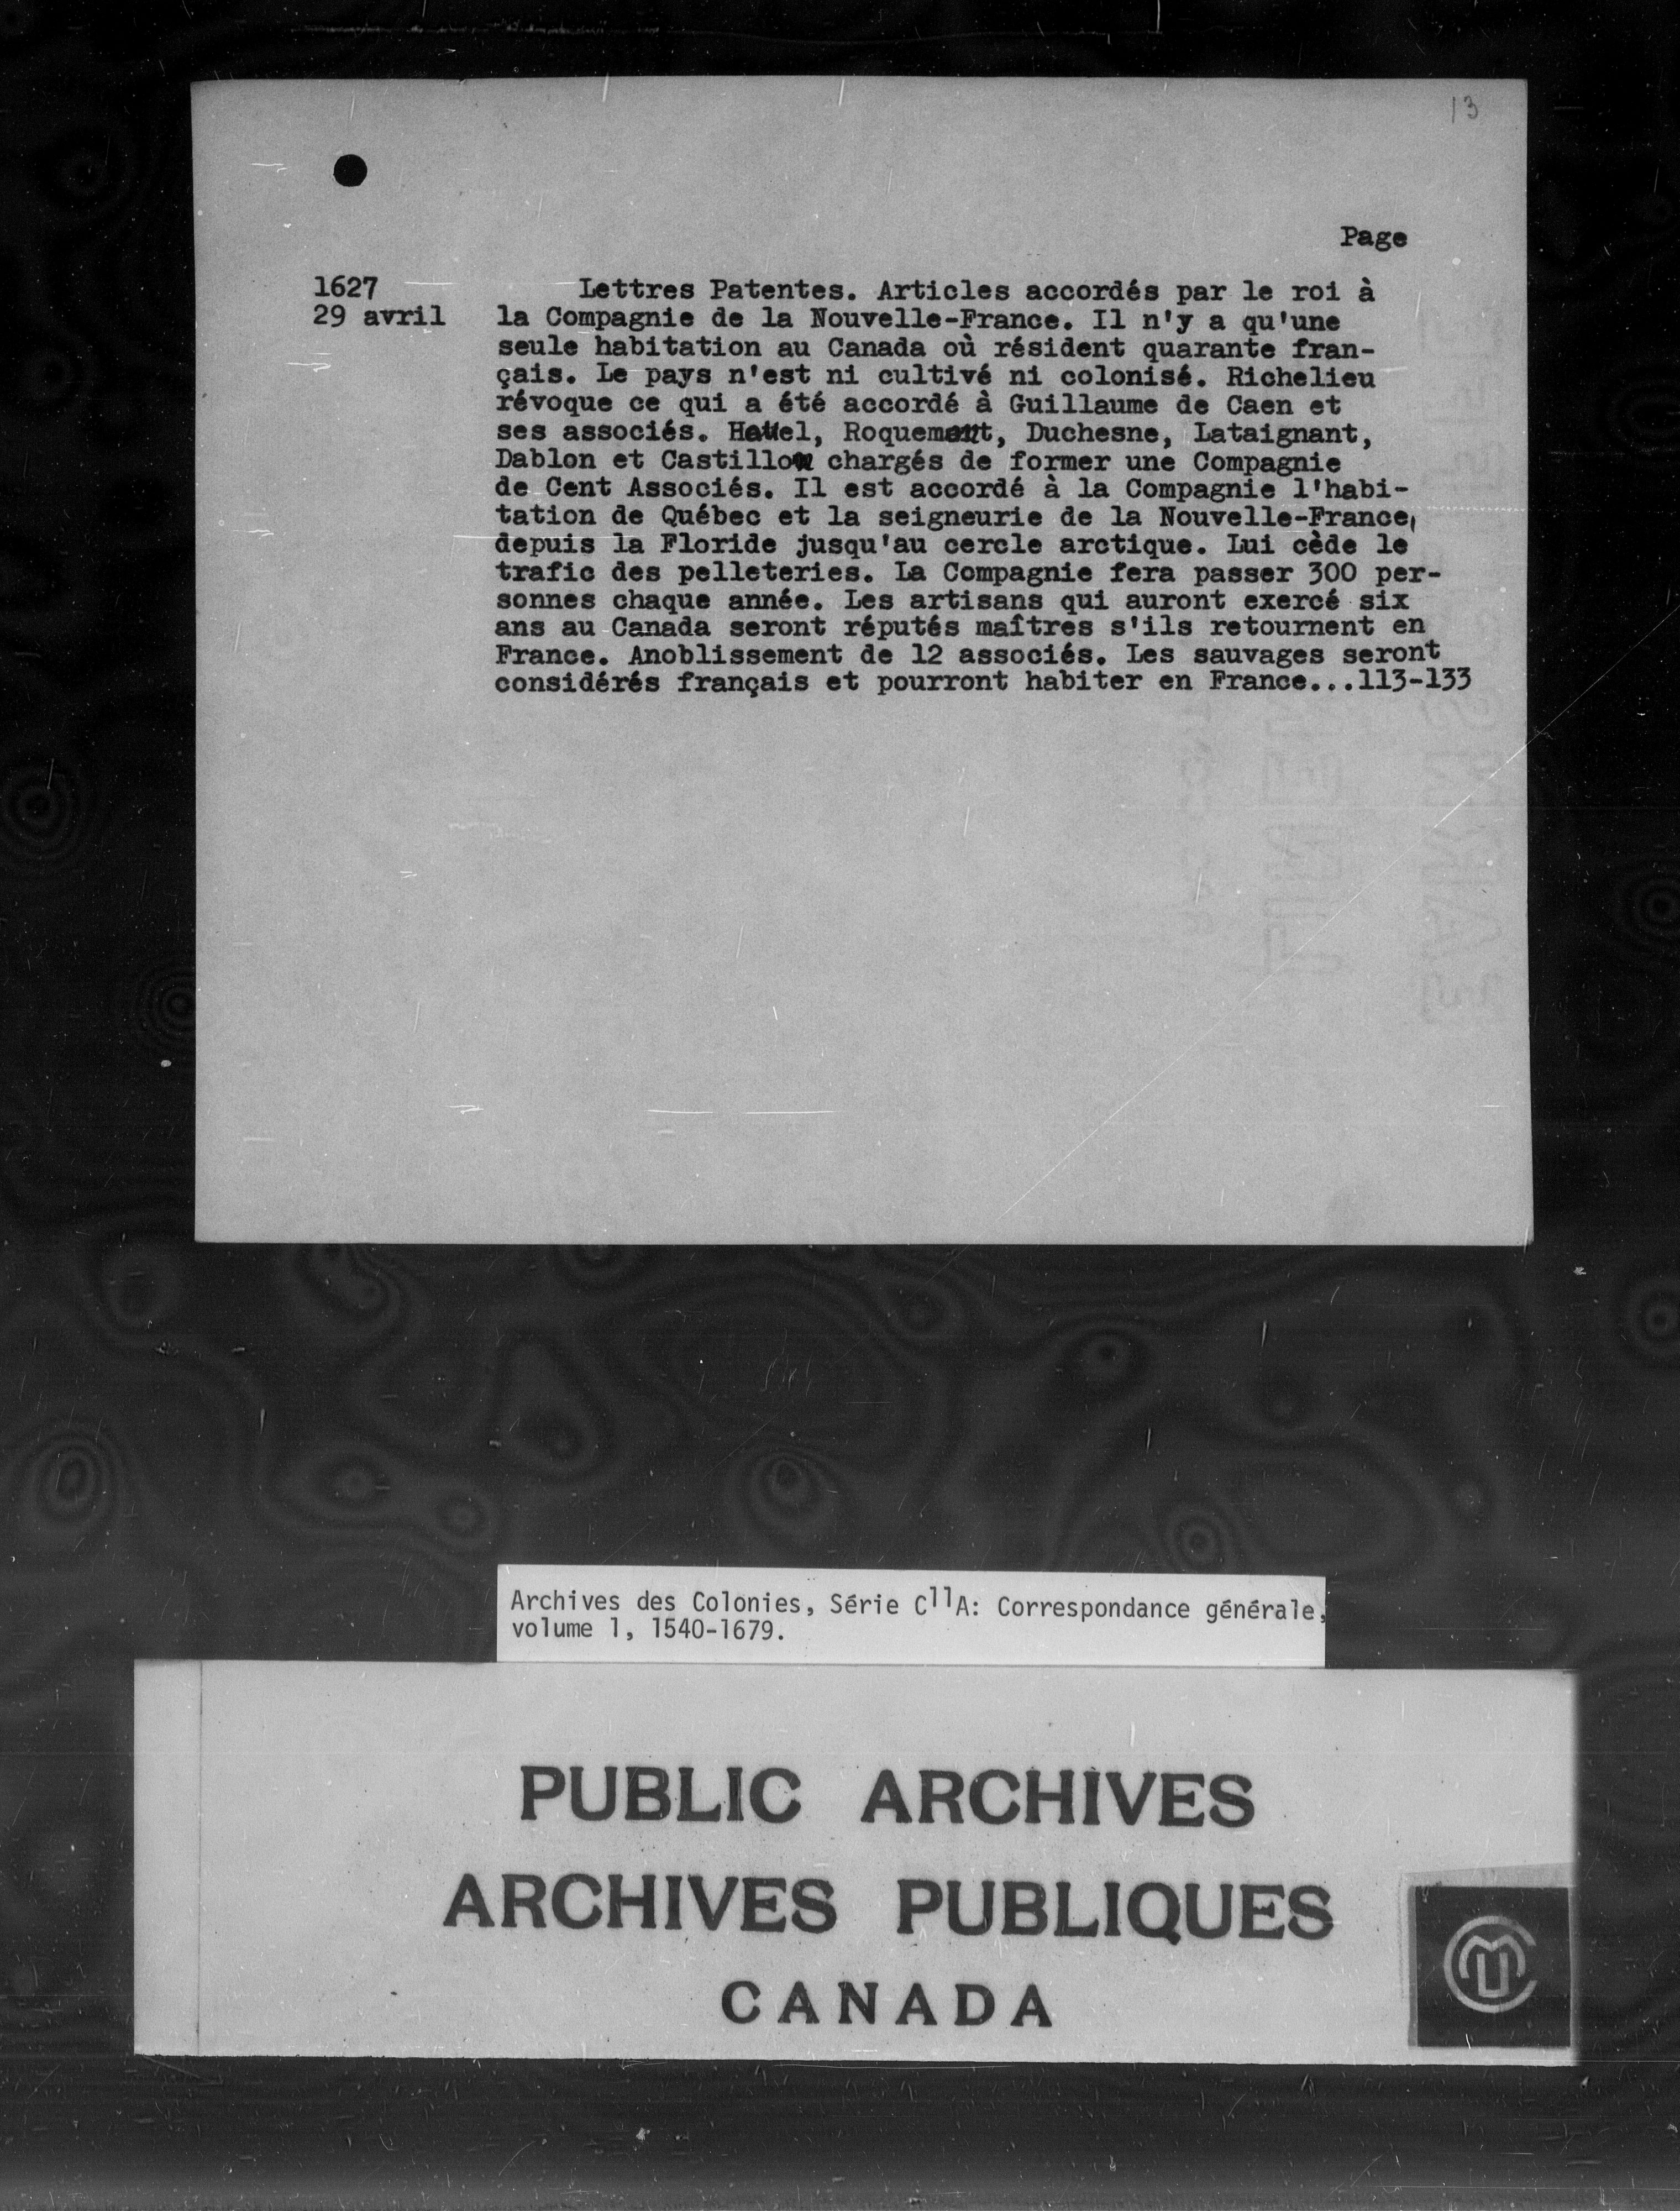 13
Page
1627
29 avril
Lettres Patentes. Articles accordés par le roi à
la Compagnie de la Nouvelle-France. Il n'y a qu'une
seule habitation au Canada où résident quarante fran-
çais. Le pays n'est ni cultivé ni colonisé. Richelieu
révoque ce qui a été accordé à Guillaume de Caen et
ses associés. Roquemont, Duchesne, Lataignant,
Dablon et Castillon chargés de former une Compagnie
de Cent Associés. Il est accordé à la Compagnie l'habi-
tation de Québec et la seigneurie de la Nouvelle-France,
depuis la Floride jusqu'au cercle arctique. Lui cède le
trafic des pelleteries. La Compagnie fera passer 300 per-
sonnes chaque année. Les artisans qui auront exercé six
ans au Canada seront réputés maîtres s'ils retournent en
France. Anoblissement de 12 associés. Les sauvages seront
considérés français et pourront habiter en France...113-133
Archives des Colonies, Série C11A: Correspondance générale,
volume 1, 1540-1679.
PUBLIC ARCHIVES
ARCHIVES PUBLIQUES
CANADA